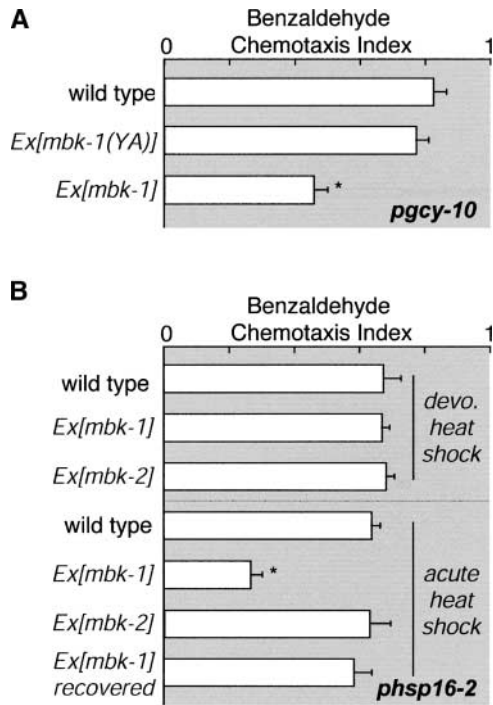 A
Benzaldehyde
Chemotaxis Index
0 1
wild type
Ex[mbk-1(YA)]
Ex[mbk-1] *
pgcy-10
B
Benzaldehyde
Chemotaxis Index
0 1
wild type
Ex[mbk-1]
Ex[mbk-2]
devo.
heat
shock
wild type
Ex[mbk-1] *
Ex[mbk-2]
Ex[mbk-1]
recovered
acute
heat
shock
phsp16-2